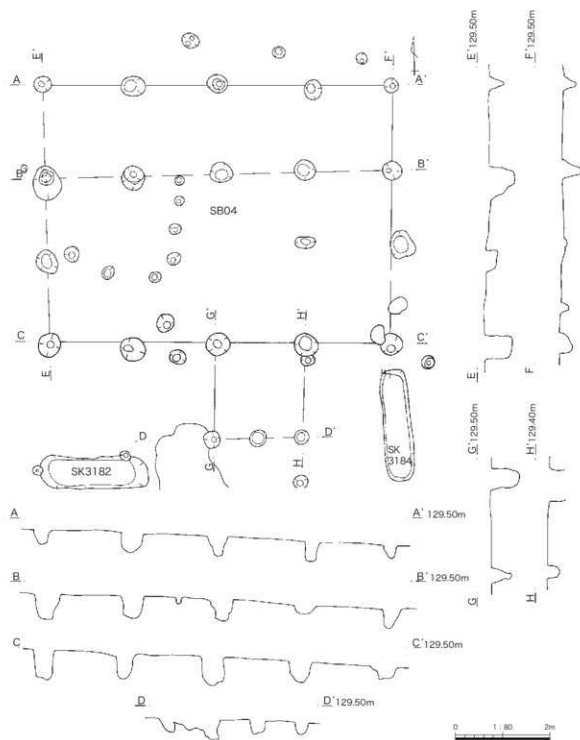 E'
F'
E' 129.50m
F' 129.50m
A
A'
B
B'
SB04
G'
H'
C
C'
E
F
E
F
D
D'
G
H
SK3182
SK
3184
G' 129.50m
H' 129.40m
G
H
A
A' 129.50m
B
B' 129.50m
C
C' 129.50m
D
D' 129.50m
0 1:80 2m